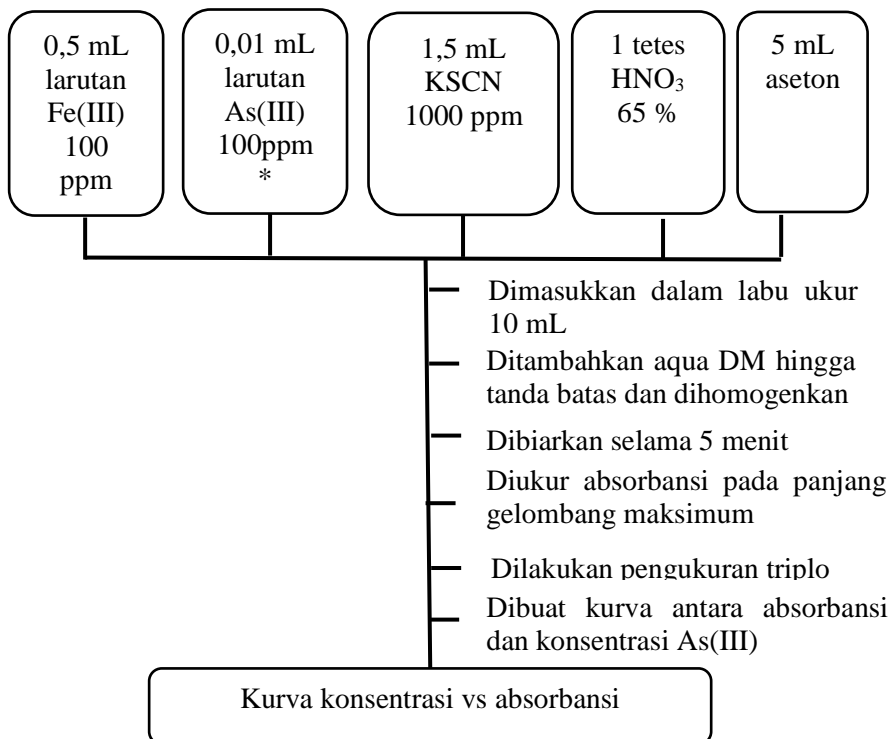 0,5 mL
larutan
Fe(III)
100
ppm
0,01 mL
larutan
As(III)
100ppm
*
1,5 mL
KSCN
1000 ppm
1 tetes
HNO₃
65 %
5 mL
aseton
Dimasukkan dalam labu ukur
10 mL
Ditambahkan aqua DM hingga
tanda batas dan dihomogenkan
Dibiarkan selama 5 menit
Diukur absorbansi pada panjang
gelombang maksimum
Dilakukan pengukuran triplo
Dibuat kurva antara absorbansi
dan konsentrasi As(III)
Kurva konsentrasi vs absorbansi